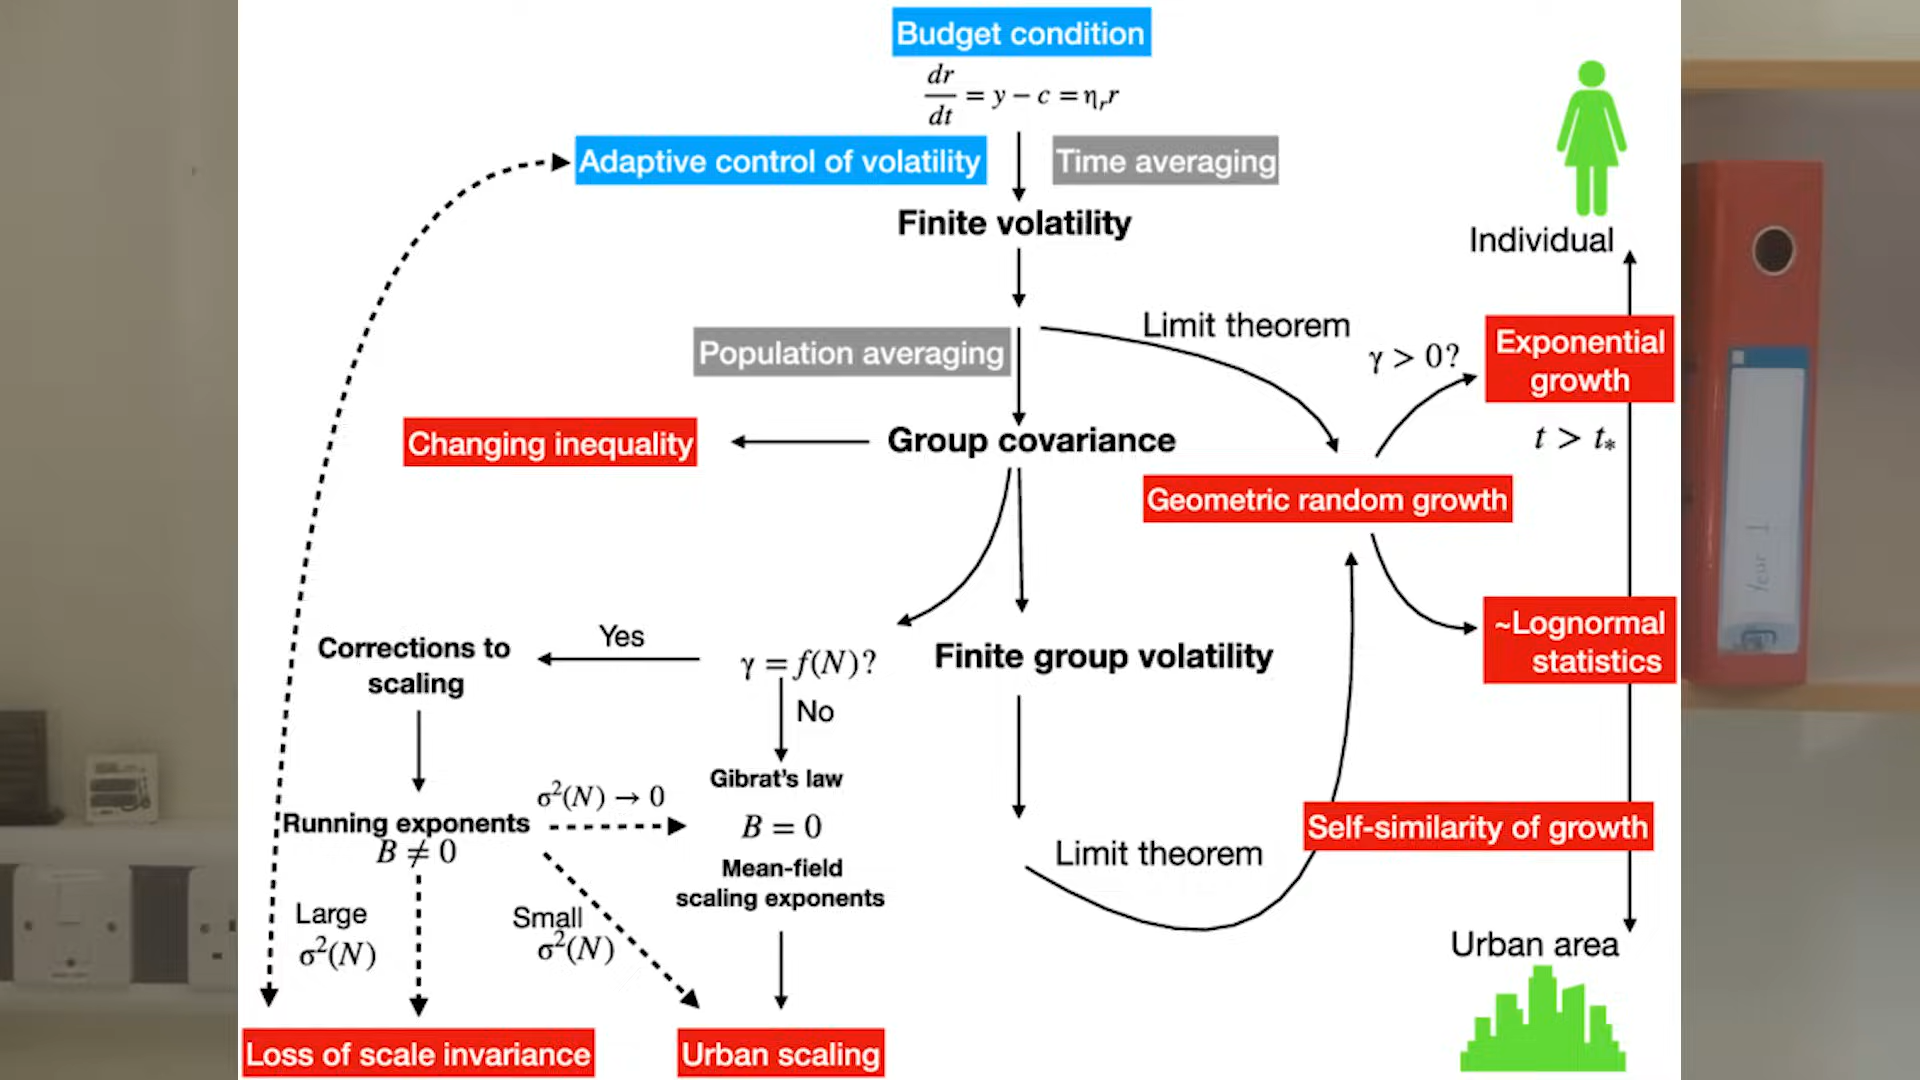 Budget condition
dr/dt = y − c = ηᵣr
Adaptive control of volatility
Time averaging
Finite volatility
Individual
Limit theorem
Population averaging
γ > 0?
Exponential
growth
t > t*
Changing inequality
Group covariance
Geometric random growth
~Lognormal
statistics
Corrections to
scaling
Yes
γ = f(N)?
Finite group volatility
No
Gibrat's law
σ²(N) → 0
Running exponents
B ≠ 0
B = 0
Mean-field
scaling exponents
Self-similarity of growth
Limit theorem
Large
σ²(N)
Small
σ²(N)
Urban area
Loss of scale invariance
Urban scaling
Year 1